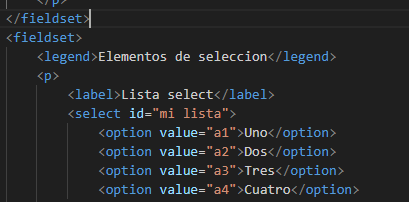 </p>
</fieldset>
<fieldset>
<legend>Elementos de seleccion</legend>
<p>
<label>Lista select</label>
<select id="mi lista">
<option value="a1">Uno</option>
<option value="a2">Dos</option>
<option value="a3">Tres</option>
<option value="a4">Cuatro</option>